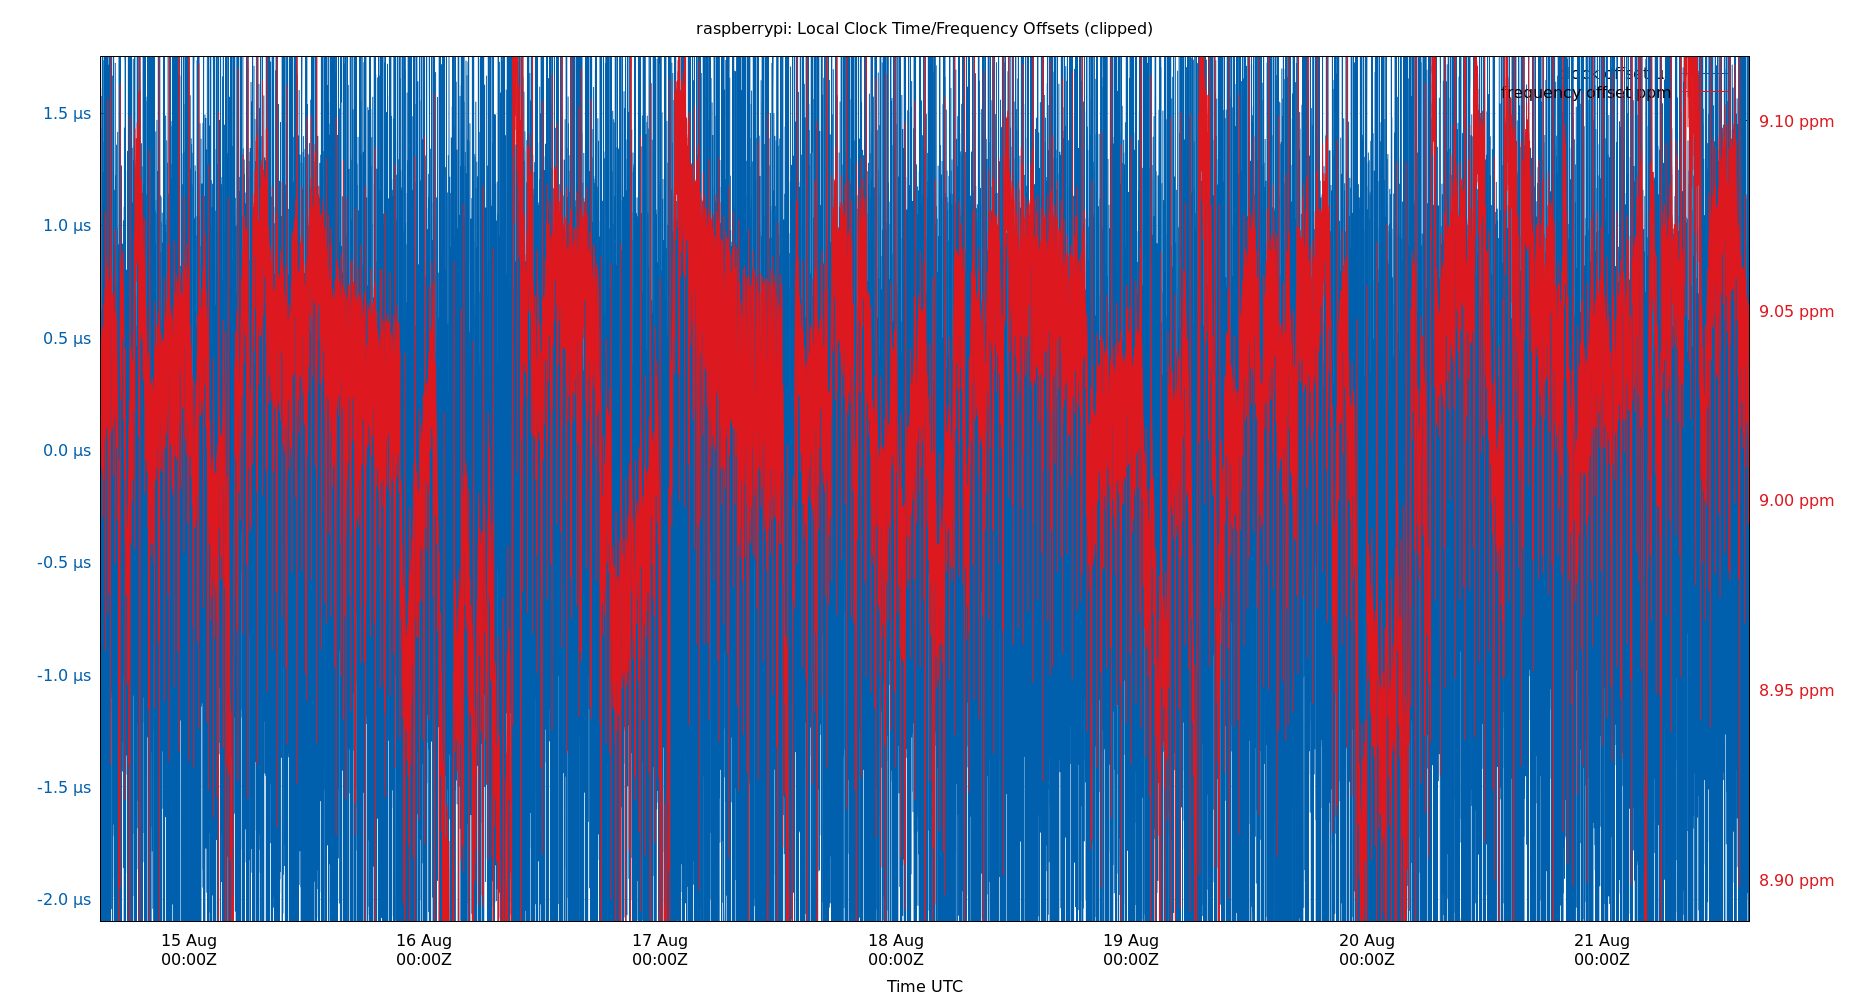 raspberrypi: Local Clock Time/Frequency Offsets (clipped)
clock offset
frequency offset ppm
1.5 µs
1.0 µs
0.5 µs
0.0 µs
-0.5 µs
-1.0 µs
-1.5 µs
-2.0 µs
9.10 ppm
9.05 ppm
9.00 ppm
8.95 ppm
8.90 ppm
15 Aug
00:00Z
16 Aug
00:00Z
17 Aug
00:00Z
18 Aug
00:00Z
19 Aug
00:00Z
20 Aug
00:00Z
21 Aug
00:00Z
Time UTC